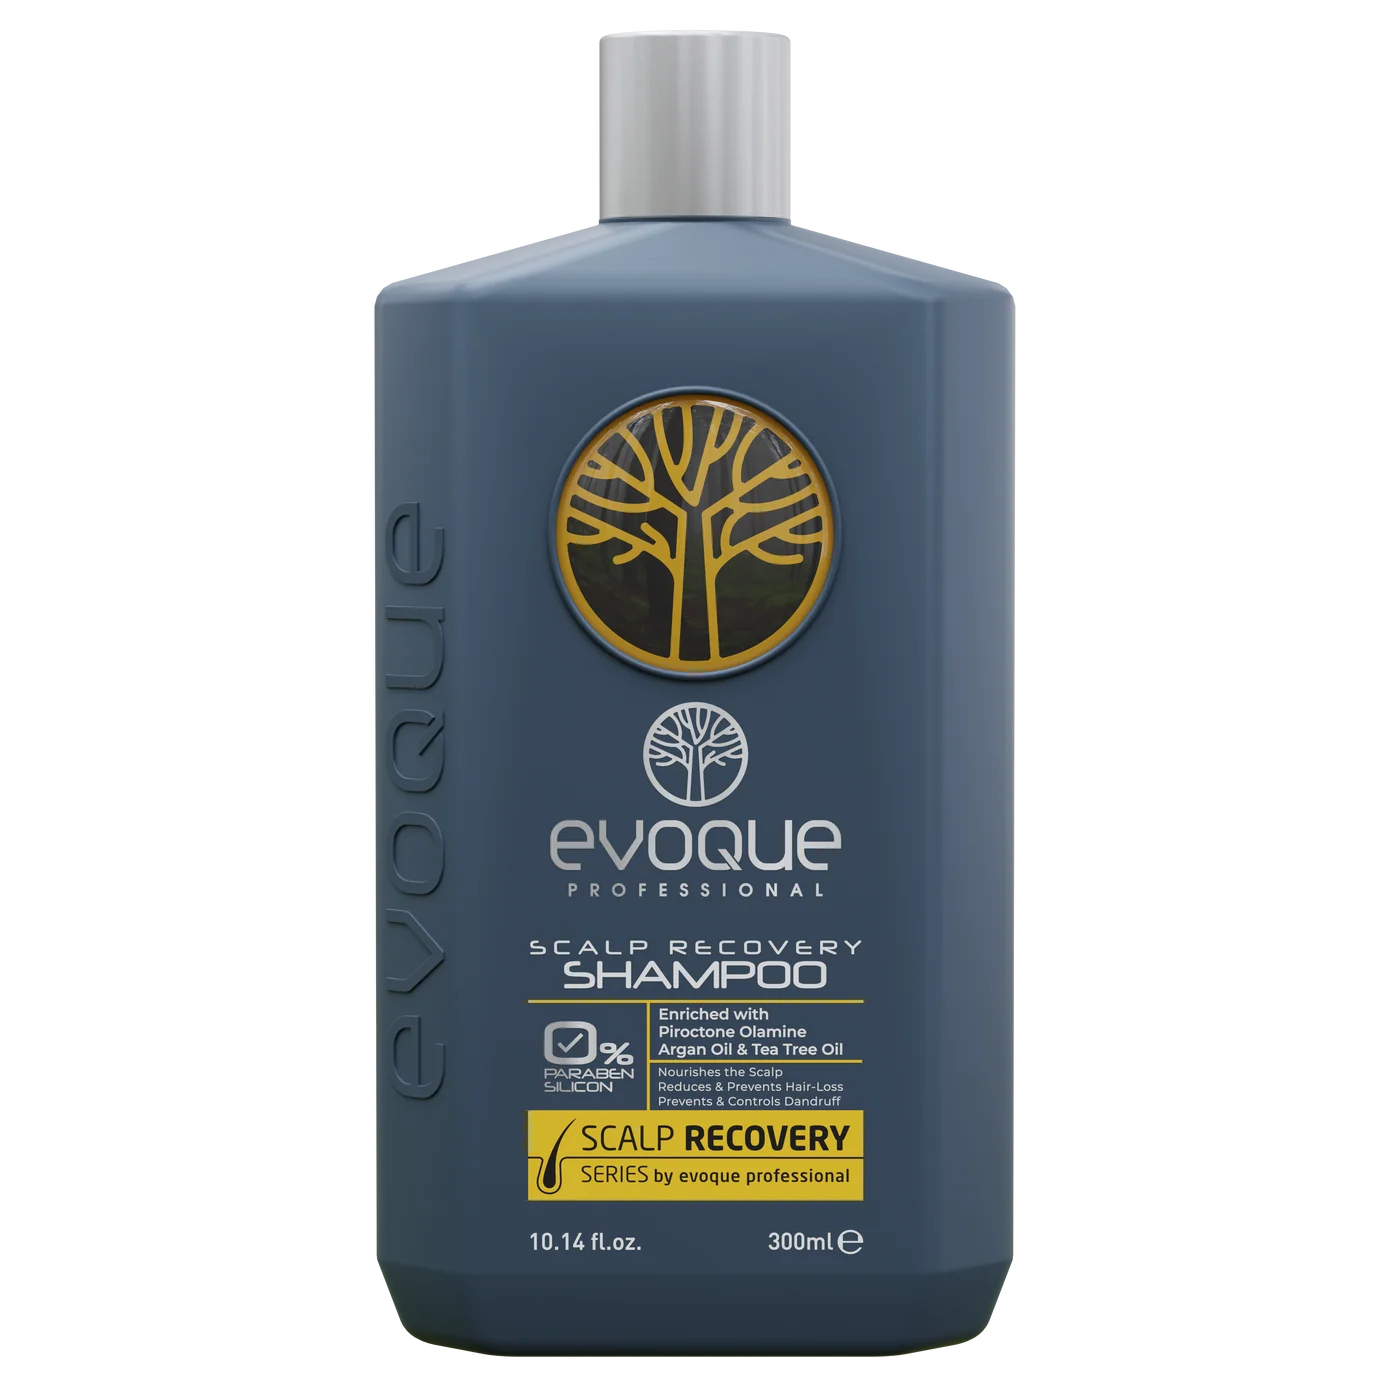 evoque
evoque
PROFESSIONAL
SCALP RECOVERY
SHAMPOO
0%
PARABEN
SILICON
Enriched with
Piroctone Olamine
Argan Oil & Tea Tree Oil
Nourishes the Scalp
Reduces & Prevents Hair-Loss
Prevents & Controls Dandruff
SCALP RECOVERY
SERIES by evoque professional
10.14 fl.oz. 300ml ℮